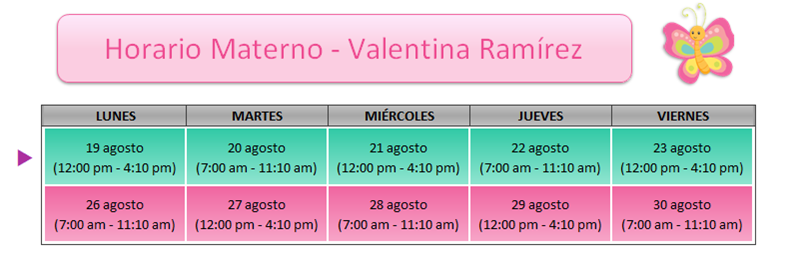 Horario Materno - Valentina Ramírez
LUNES MARTES MIÉRCOLES JUEVES VIERNES
19 agosto 20 agosto 21 agosto 22 agosto 23 agosto
(12:00 pm - 4:10 pm) (7:00 am - 11:10 am) (12:00 pm - 4:10 pm) (7:00 am - 11:10 am) (12:00 pm - 4:10 pm)
26 agosto 27 agosto 28 agosto 29 agosto 30 agosto
(7:00 am - 11:10 am) (12:00 pm - 4:10 pm) (7:00 am - 11:10 am) (12:00 pm - 4:10 pm) (7:00 am - 11:10 am)